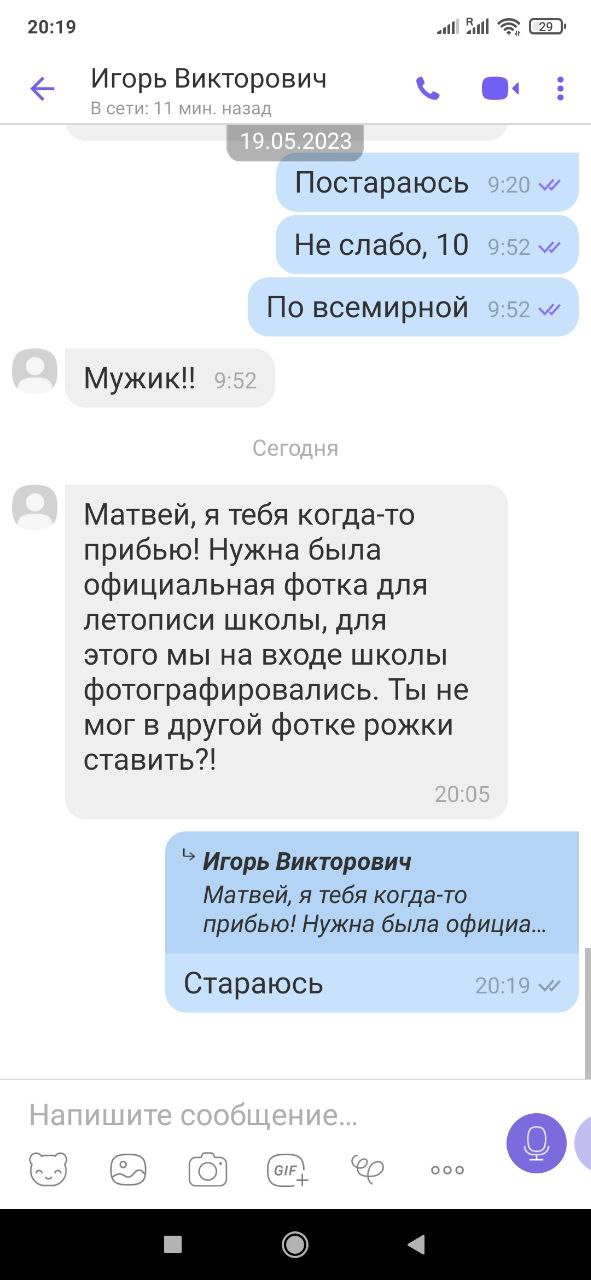 20:19
R
29
Игорь Викторович
В сети: 11 мин. назад
19.05.2023
Постараюсь 9:20
Не слабо, 10 9:52
По всемирной 9:52
Мужик!! 9:52
Сегодня
Матвей, я тебя когда-то
прибью! Нужна была
официальная фотка для
летописи школы, для
этого мы на входе школы
фотографировались. Ты не
мог в другой фотке рожки
ставить?!
20:05
Игорь Викторович
Матвей, я тебя когда-то
прибью! Нужна была официа...
Стараюсь 20:19
Напишите сообщение...
GIF